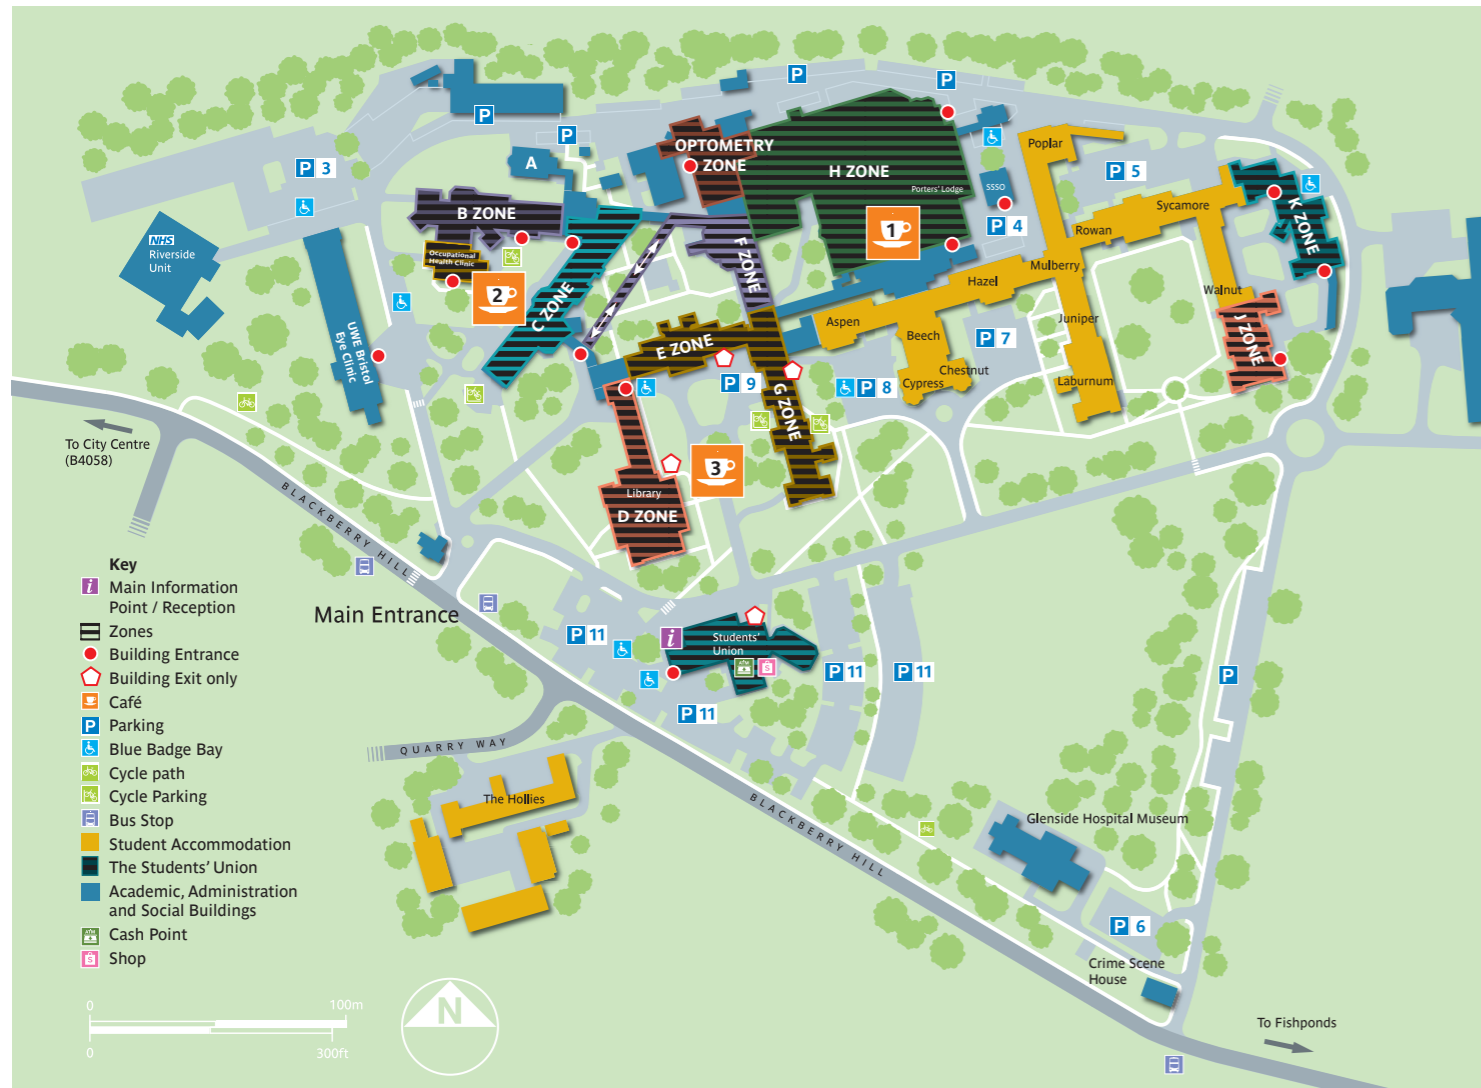 P
P
P
P
P 3
A
OPTOMETRY
ZONE
H ZONE
Porters' Lodge
SSSO
Poplar
P 5
Sycamore
K ZONE
P 4
Rowan
B ZONE
Occupational
Health Clinic
1
NHS
Riverside
Unit
F ZONE
Mulberry
Hazel
Walnut
2
C ZONE
UWE Bristol
Eye Clinic
Aspen
Beech
Juniper
J ZONE
P 7
E ZONE
Chestnut
Cypress
Laburnum
P 9
P 8
G ZONE
To City Centre
(B4058)
3
Library
D ZONE
BLACKBERRY HILL
Main Entrance
P 11
i
Students'
Union
ATM
S
P 11
P 11
P 11
P
Key
i Main Information
Point / Reception
Zones
Building Entrance
Building Exit only
Café
P Parking
Blue Badge Bay
Cycle path
Cycle Parking
Bus Stop
Student Accommodation
The Students' Union
Academic, Administration
and Social Buildings
ATM Cash Point
S Shop
QUARRY WAY
The Hollies
BLACKBERRY HILL
Glenside Hospital Museum
P 6
Crime Scene
House
To Fishponds
0 100m
0 300ft
N